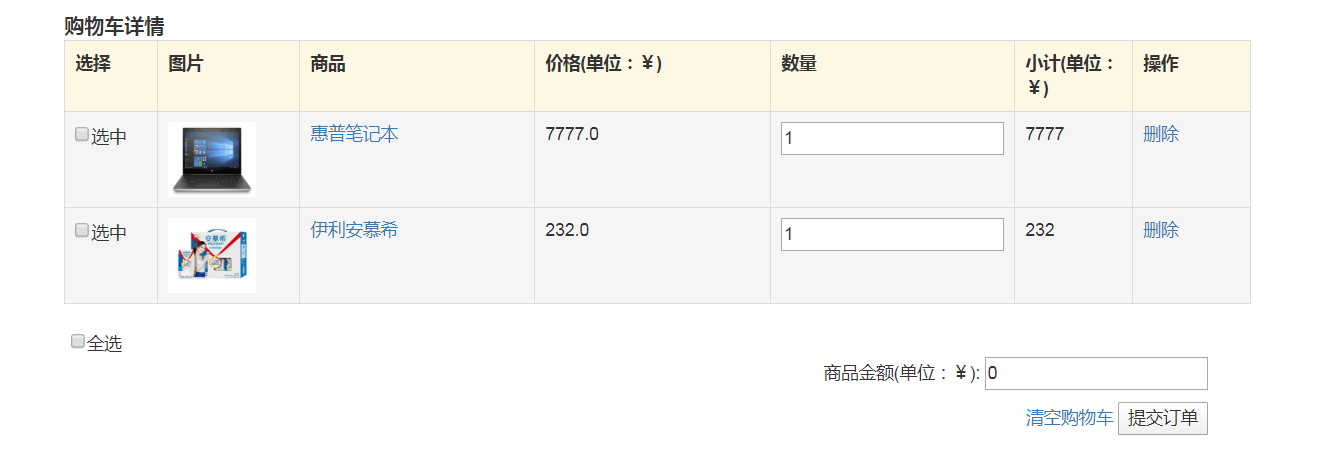 购物车详情
选择 图片 商品 价格(单位：￥) 数量 小计(单位：￥) 操作
选中 惠普笔记本 7777.0 1 7777 删除
选中 安慕希 伊利安慕希 232.0 1 232 删除
全选
商品金额(单位：￥): 0
清空购物车 提交订单